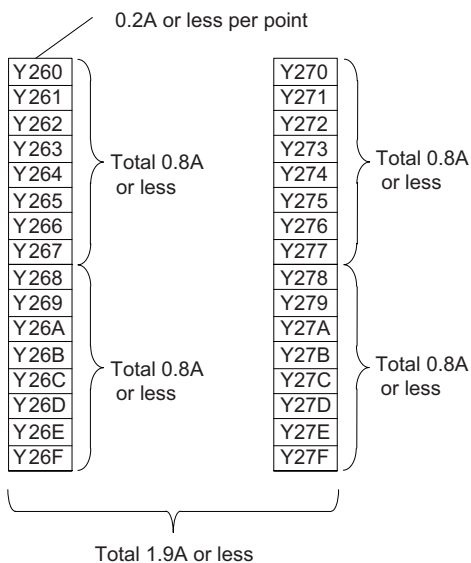 0.2A or less per point
Y260
Y261
Y262
Y263
Y264
Y265
Y266
Y267
Y268
Y269
Y26A
Y26B
Y26C
Y26D
Y26E
Y26F
Total 0.8A
or less
Total 0.8A
or less
Y270
Y271
Y272
Y273
Y274
Y275
Y276
Y277
Y278
Y279
Y27A
Y27B
Y27C
Y27D
Y27E
Y27F
Total 0.8A
or less
Total 0.8A
or less
Total 1.9A or less